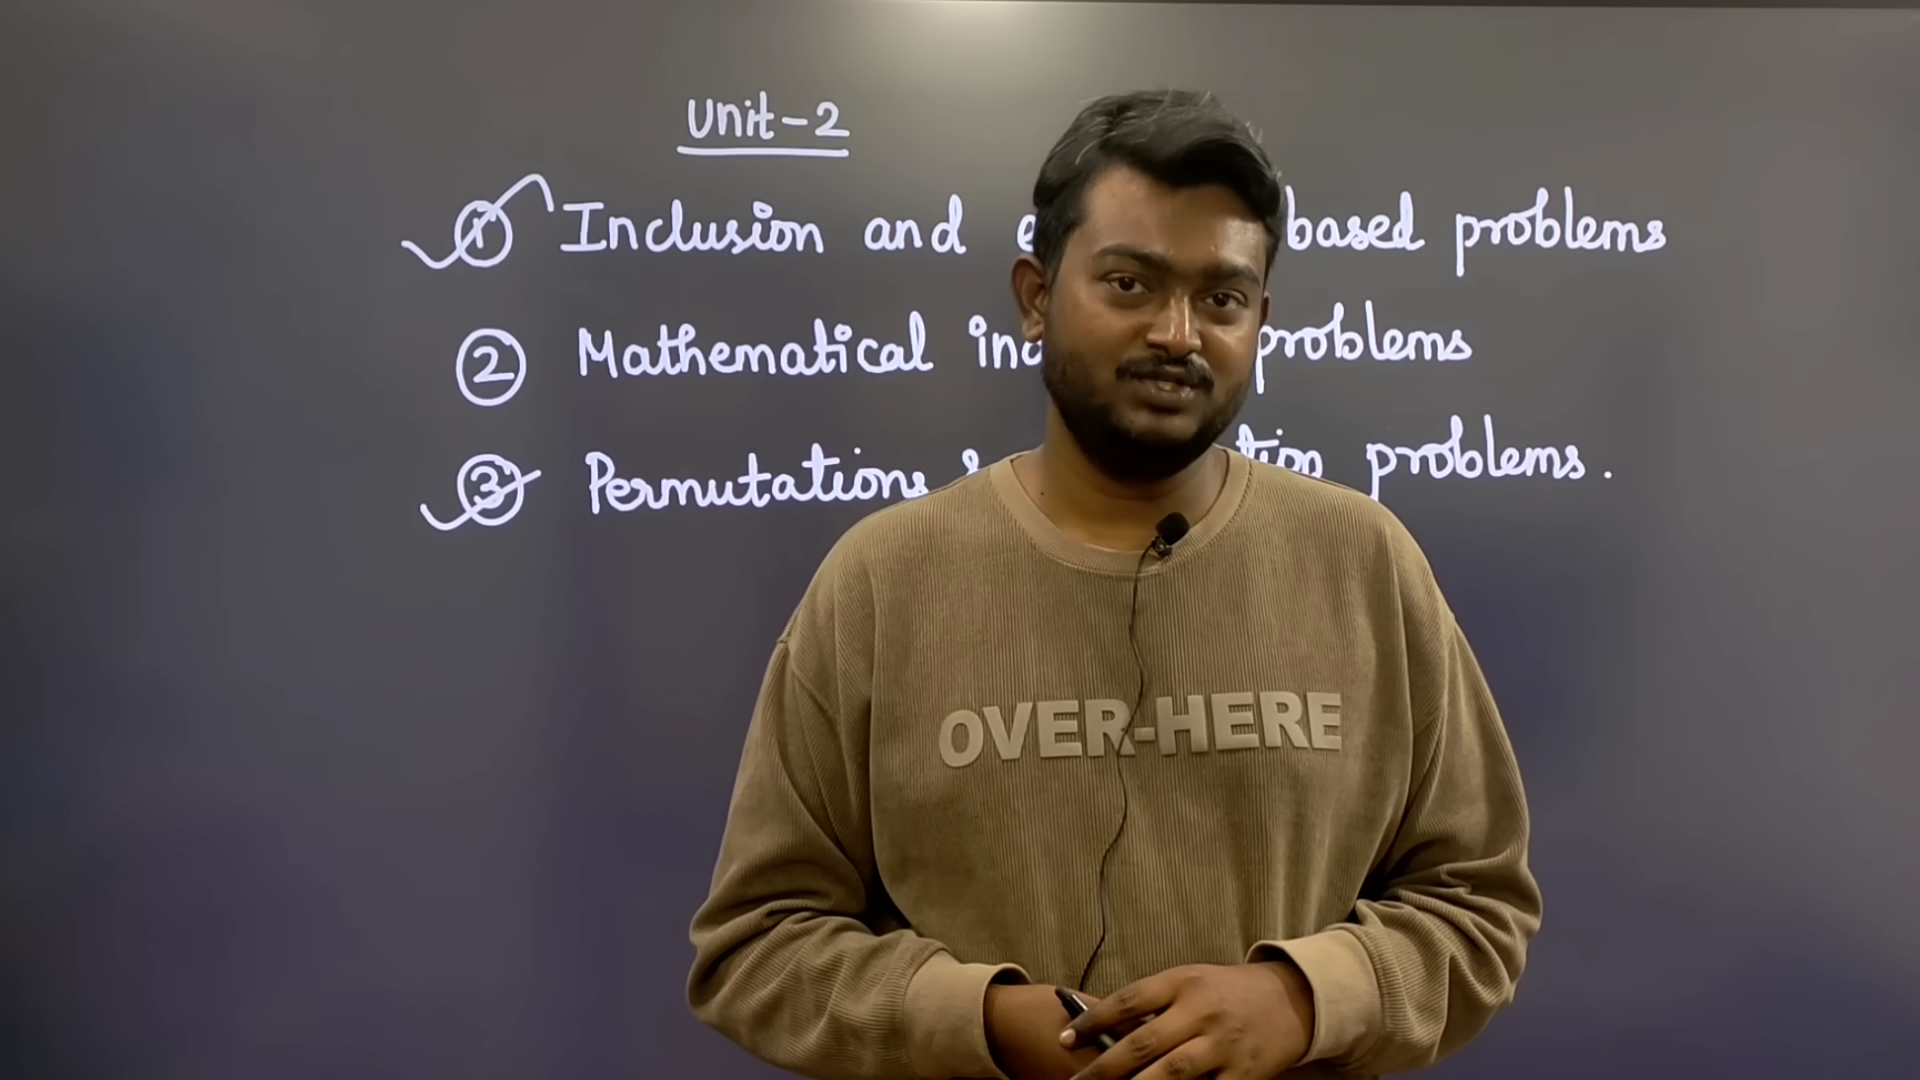 Unit-2
① Inclusion and based problems
② Mathematical problems
③ Permutations problems.
OVER-HERE